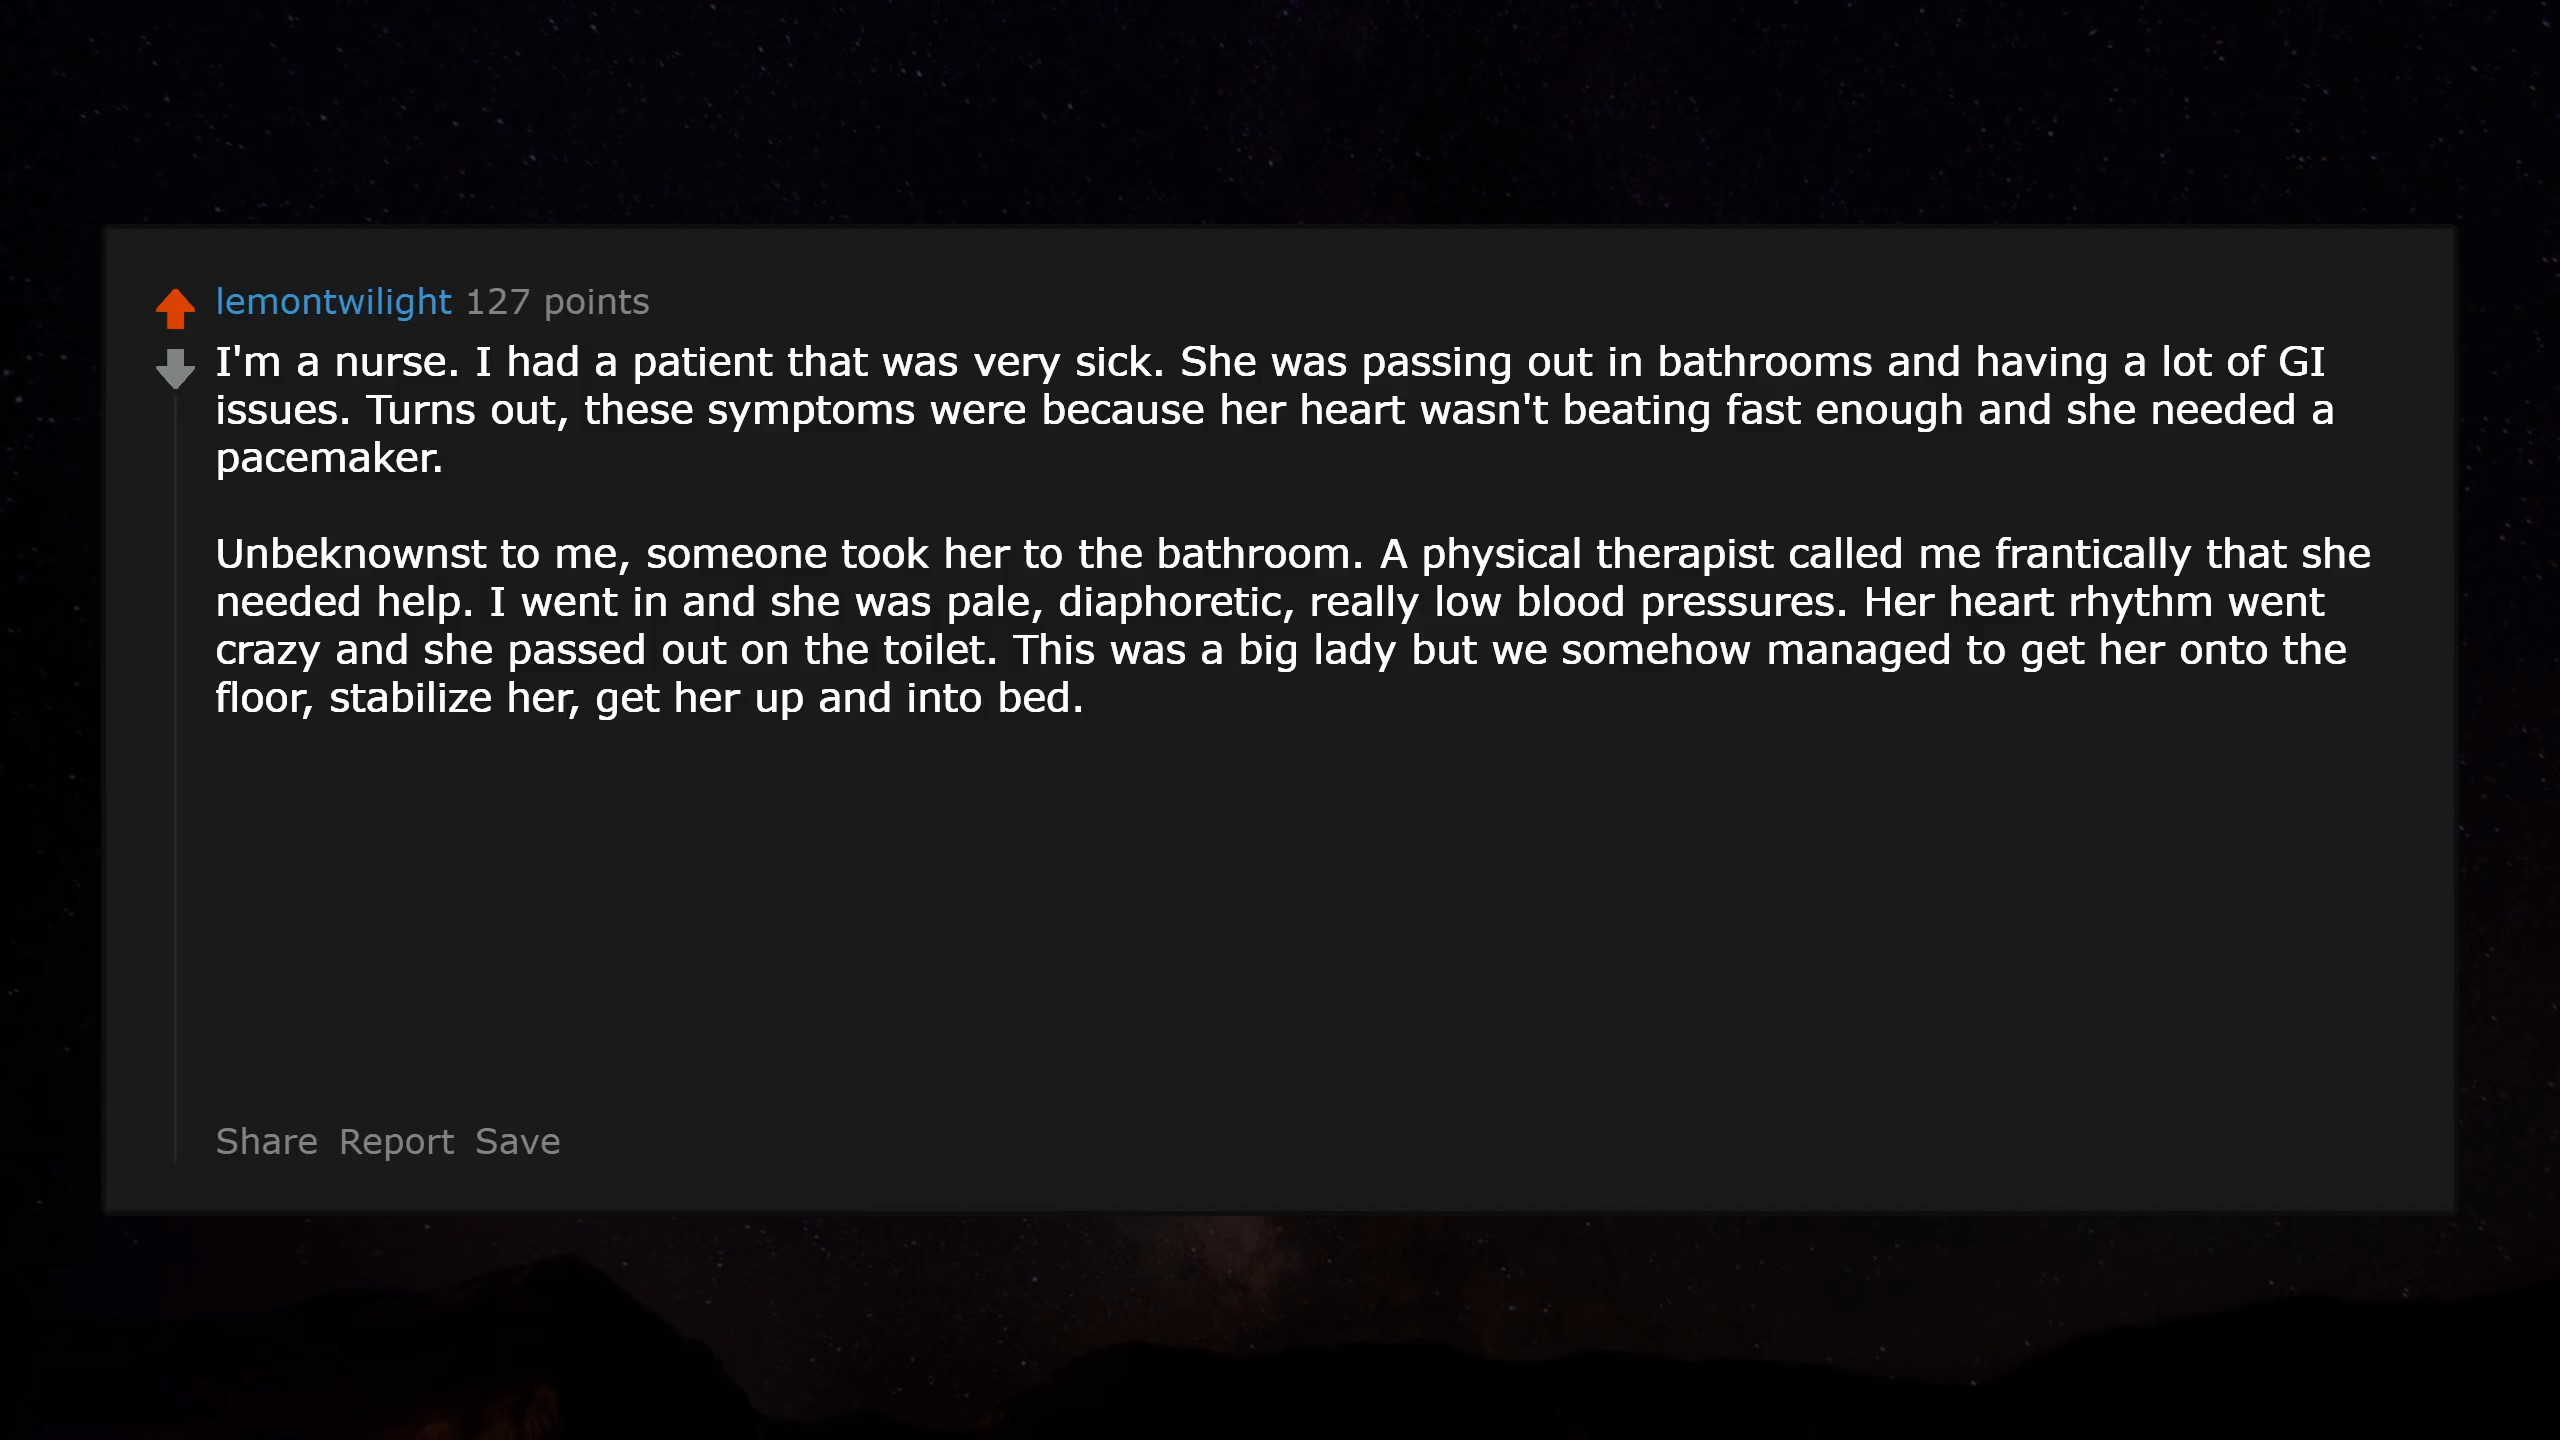 lemontwilight 127 points
I'm a nurse. I had a patient that was very sick. She was passing out in bathrooms and having a lot of GI
issues. Turns out, these symptoms were because her heart wasn't beating fast enough and she needed a
pacemaker.
Unbeknownst to me, someone took her to the bathroom. A physical therapist called me frantically that she
needed help. I went in and she was pale, diaphoretic, really low blood pressures. Her heart rhythm went
crazy and she passed out on the toilet. This was a big lady but we somehow managed to get her onto the
floor, stabilize her, get her up and into bed.
Share Report Save